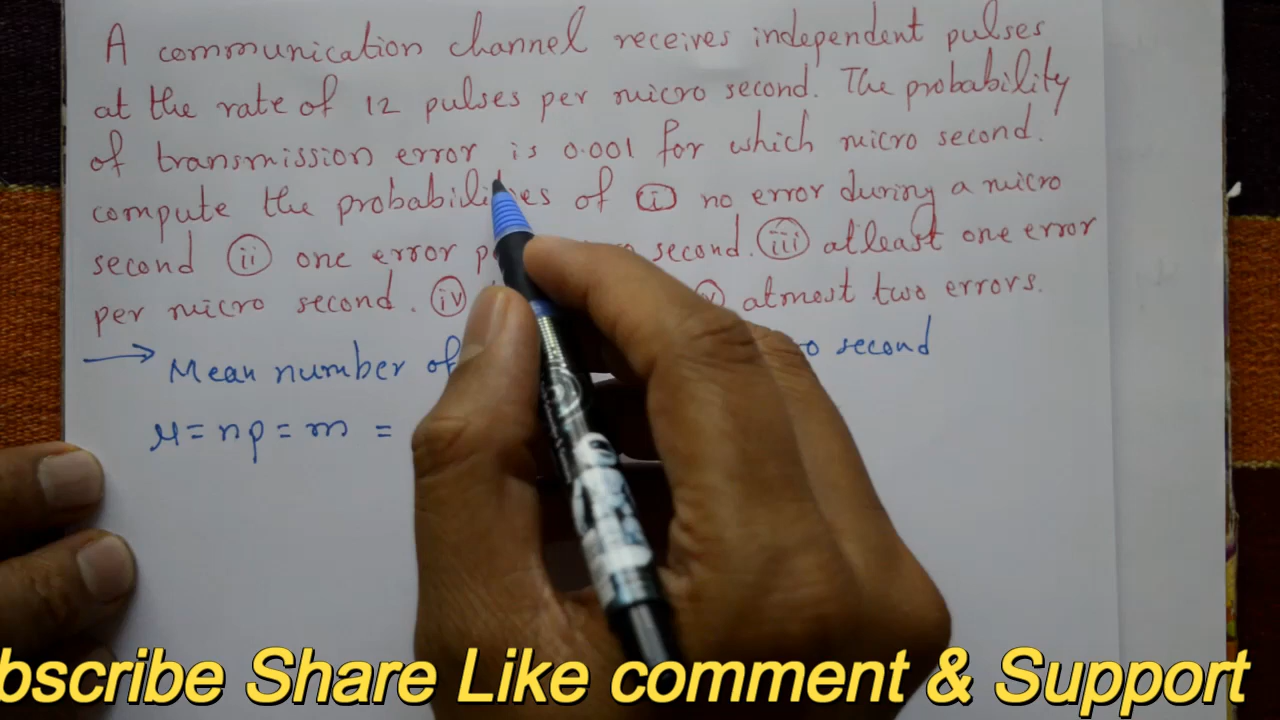 A communication channel receives independent pulses
at the rate of 12 pulses per micro second. The probability
of transmission error is 0.001 for which micro second.
compute the probabilities of (i) no error during a micro
second (ii) one error p second. (iii) atleast one error
per micro second. (iv) atmost two errors.
→ Mean number of second
μ = np = m =
bscribe Share Like comment & Support